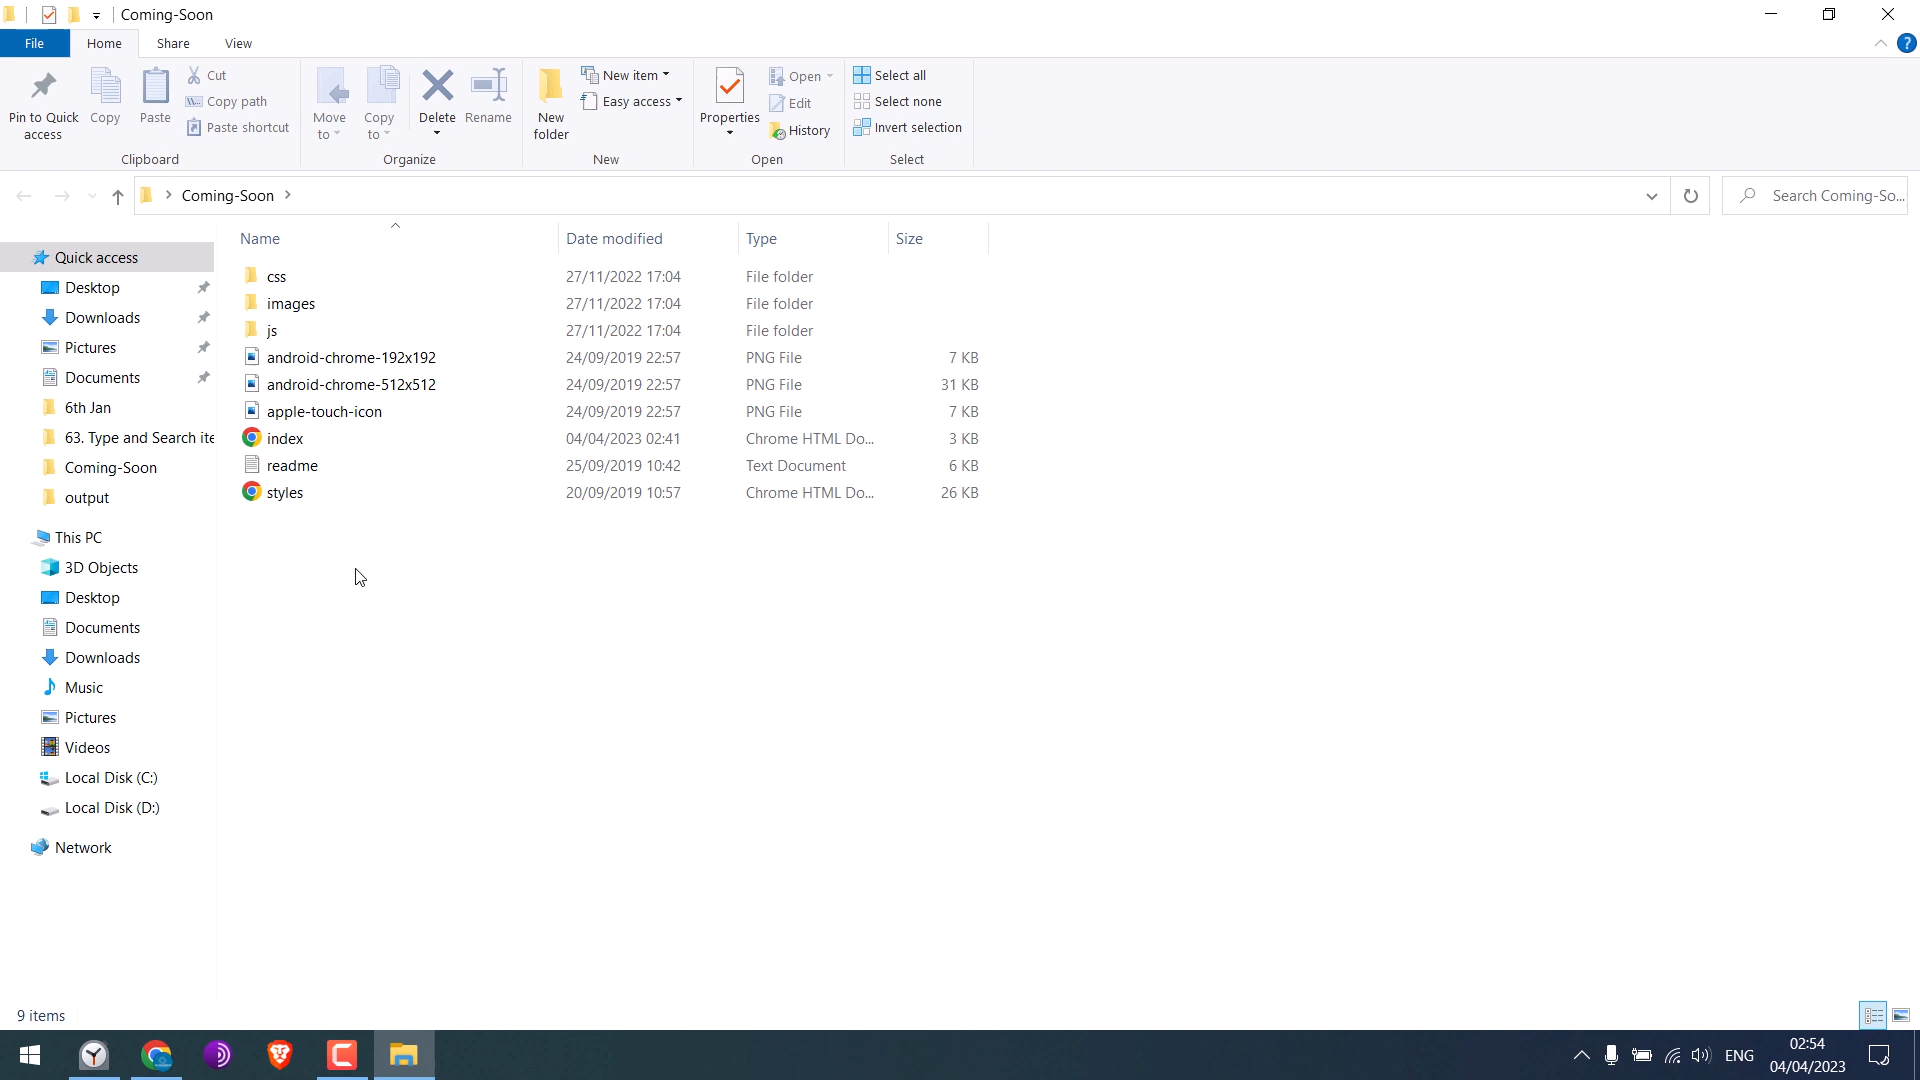 Coming-Soon
File Home Share View
Pin to Quick access
Copy
Paste
Cut
Copy path
Paste shortcut
Clipboard
Move to
Copy to
Delete
Rename
Organize
New folder
New item
Easy access
New
Properties
Open
Edit
History
Open
Select all
Select none
Invert selection
Select
Coming-Soon
Search Coming-So...
Name Date modified Type Size
css 27/11/2022 17:04 File folder
images 27/11/2022 17:04 File folder
js 27/11/2022 17:04 File folder
android-chrome-192x192 24/09/2019 22:57 PNG File 7 KB
android-chrome-512x512 24/09/2019 22:57 PNG File 31 KB
apple-touch-icon 24/09/2019 22:57 PNG File 7 KB
index 04/04/2023 02:41 Chrome HTML Do... 3 KB
readme 25/09/2019 10:42 Text Document 6 KB
styles 20/09/2019 10:57 Chrome HTML Do... 26 KB
Quick access
Desktop
Downloads
Pictures
Documents
6th Jan
63. Type and Search ite
Coming-Soon
output
This PC
3D Objects
Desktop
Documents
Downloads
Music
Pictures
Videos
Local Disk (C:)
Local Disk (D:)
Network
9 items
ENG
02:54
04/04/2023